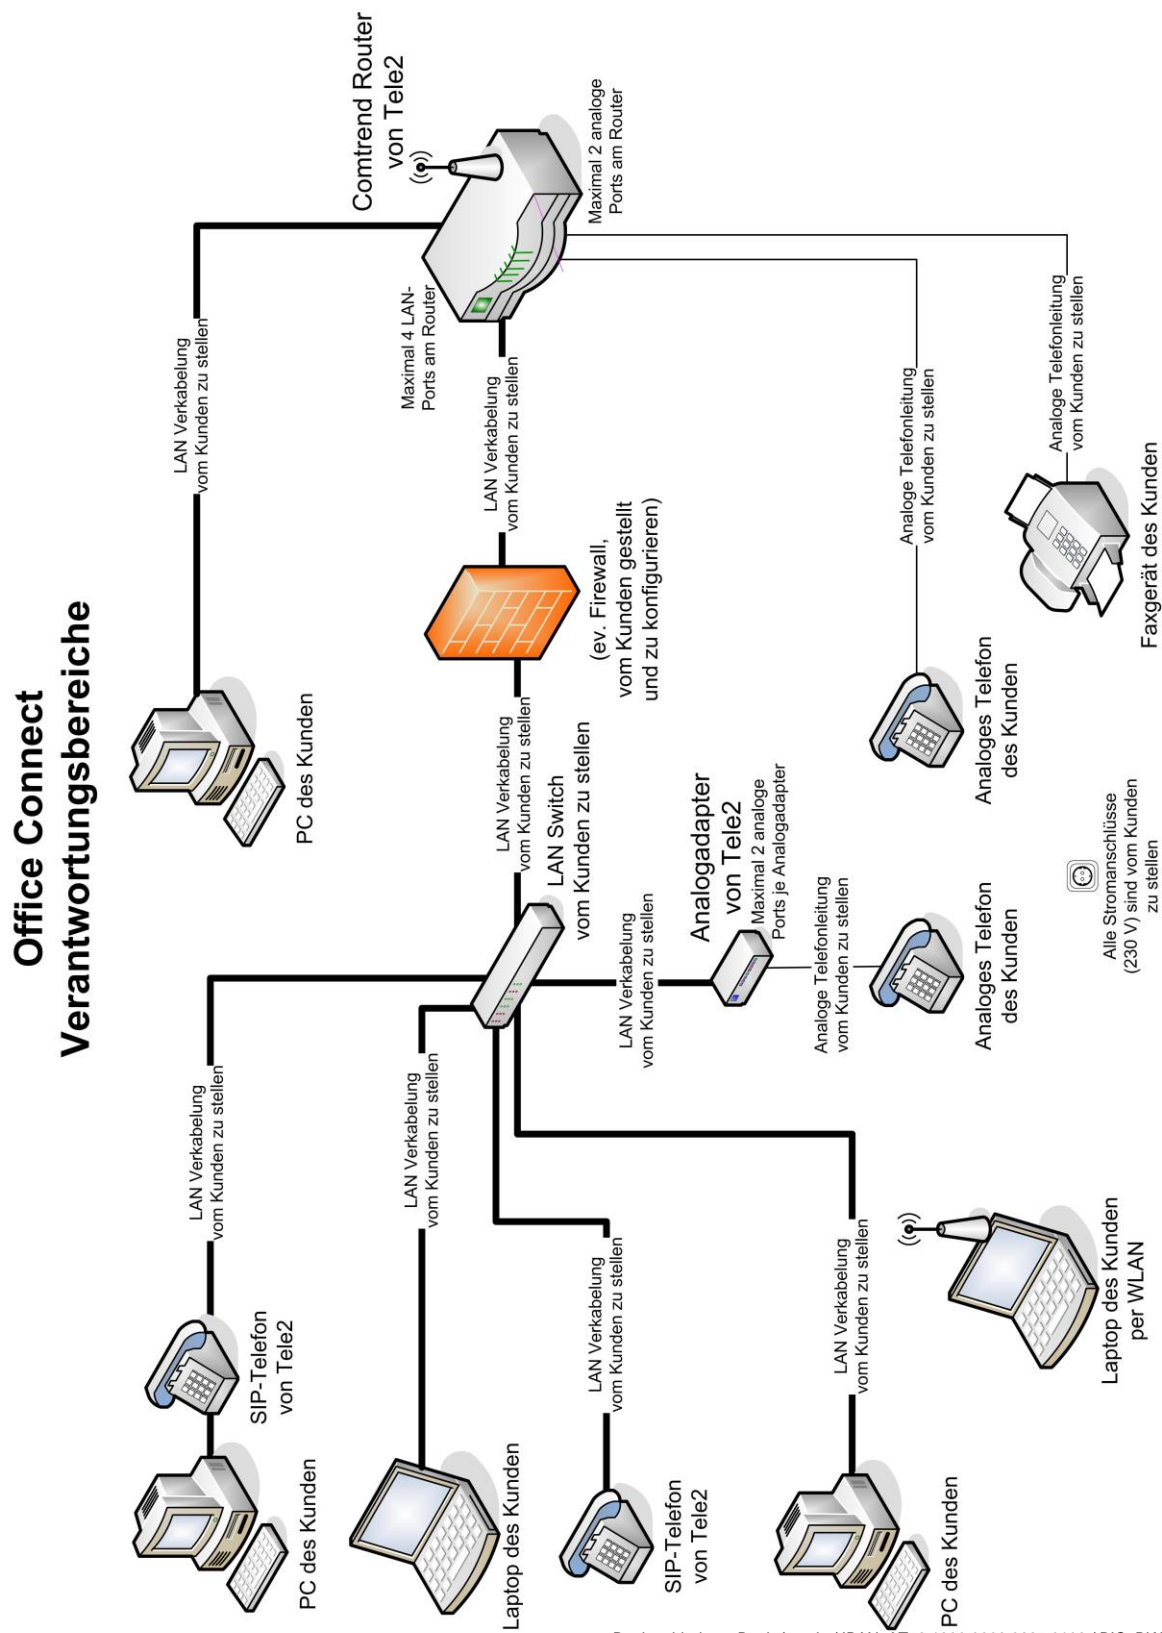 Office Connect
Verantwortungsbereiche
Comtrend Router
von Tele2
LAN Verkabelung
vom Kunden zu stellen
PC des Kunden
Maximal 4 LAN-
Ports am Router
Maximal 2 analoge
Ports am Router
LAN Verkabelung
vom Kunden zu stellen
(ev. Firewall,
vom Kunden gestellt
und zu konfigurieren)
LAN Verkabelung
vom Kunden zu stellen
LAN Switch
vom Kunden zu stellen
LAN Verkabelung
vom Kunden zu stellen
SIP-Telefon
von Tele2
PC des Kunden
LAN Verkabelung
vom Kunden zu stellen
Laptop des Kunden
LAN Verkabelung
vom Kunden zu stellen
SIP-Telefon
von Tele2
LAN Verkabelung
vom Kunden zu stellen
PC des Kunden
LAN Verkabelung
vom Kunden zu stellen
Analogadapter
von Tele2
Maximal 2 analoge
Ports je Analogadapter
Analoge Telefonleitung
vom Kunden zu stellen
Analoges Telefon
des Kunden
Analoge Telefonleitung
vom Kunden zu stellen
Analoges Telefon
des Kunden
Analoge Telefonleitung
vom Kunden zu stellen
Faxgerät des Kunden
Laptop des Kunden
per WLAN
Alle Stromanschlüsse
(230 V) sind vom Kunden
zu stellen